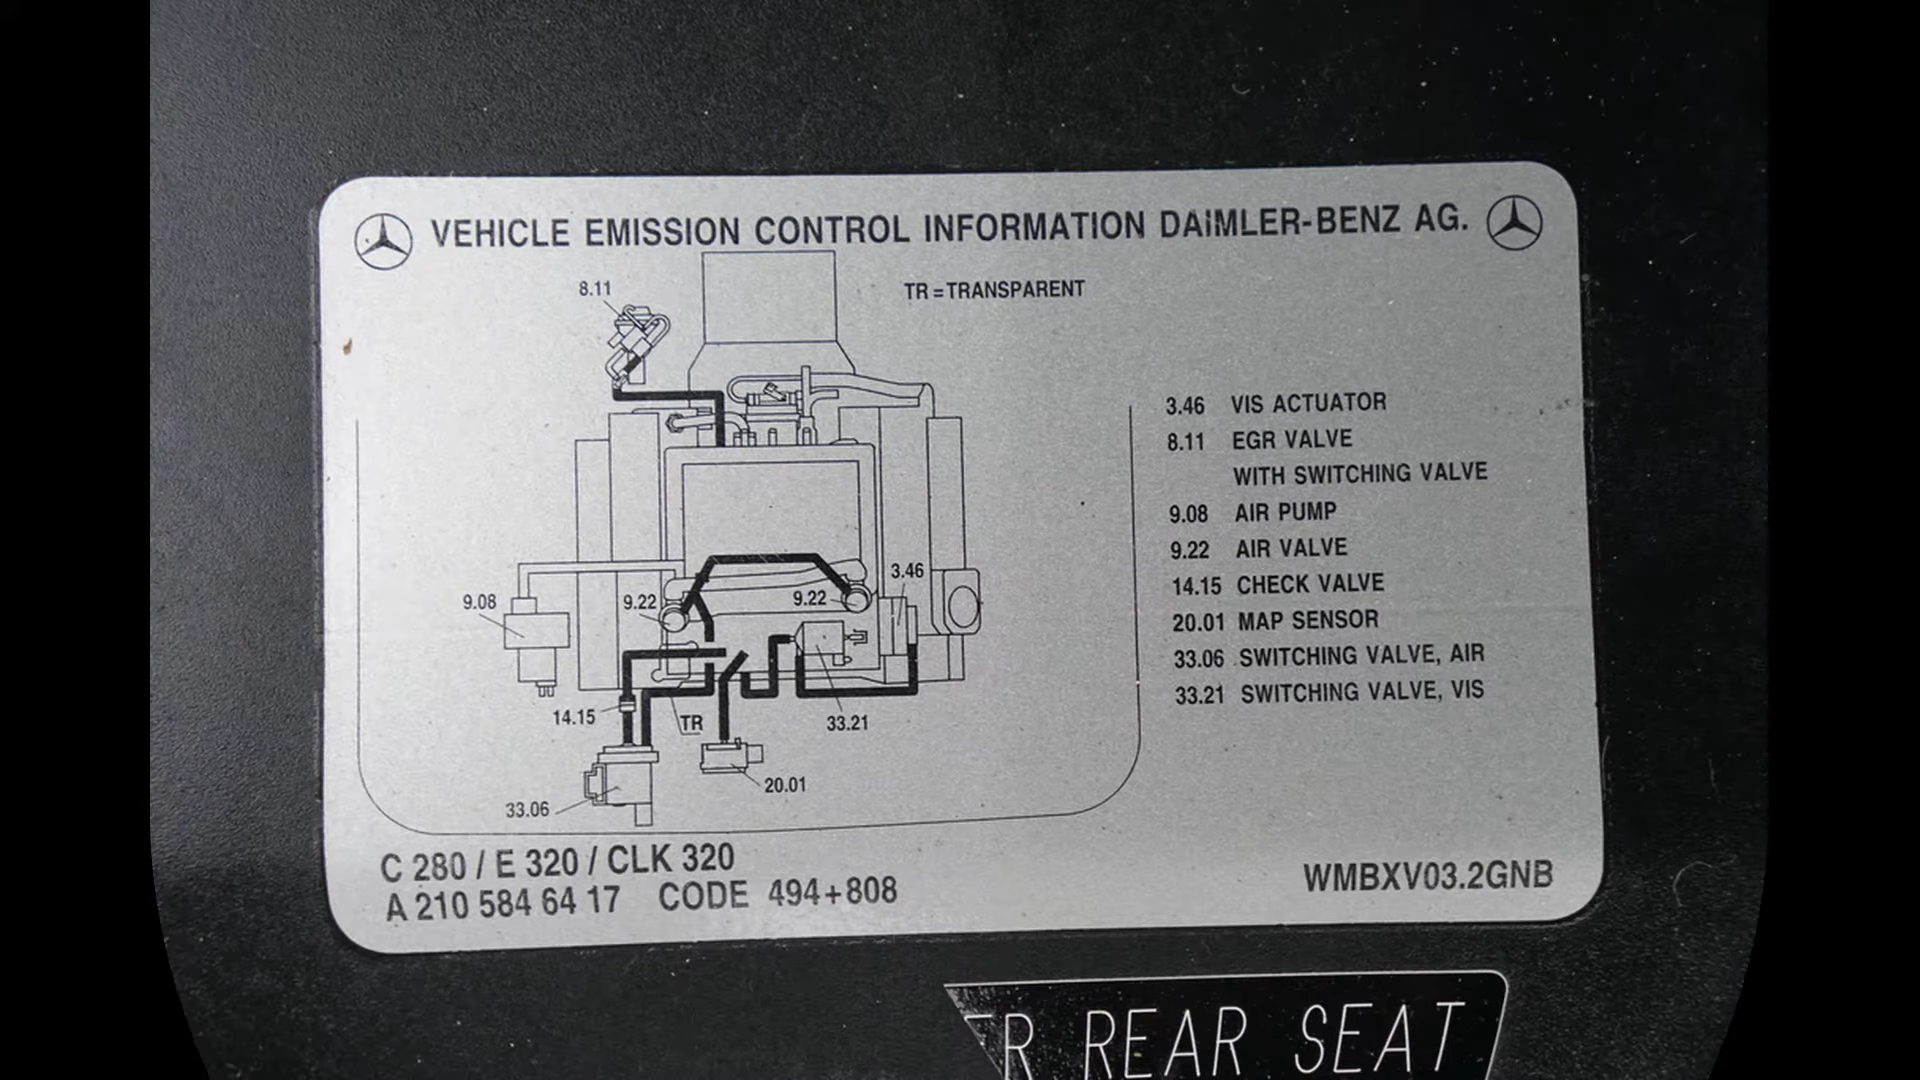 VEHICLE EMISSION CONTROL INFORMATION DAIMLER-BENZ AG.
8.11
TR=TRANSPARENT
3.46 VIS ACTUATOR
8.11 EGR VALVE
WITH SWITCHING VALVE
9.08 AIR PUMP
9.22 AIR VALVE
14.15 CHECK VALVE
20.01 MAP SENSOR
33.06 SWITCHING VALVE, AIR
33.21 SWITCHING VALVE, VIS
3.46
9.08
9.22
9.22
14.15
TR
33.21
20.01
33.06
C 280 / E 320 / CLK 320
A 210 584 64 17 CODE 494+808
WMBXV03.2GNB
REAR SEAT